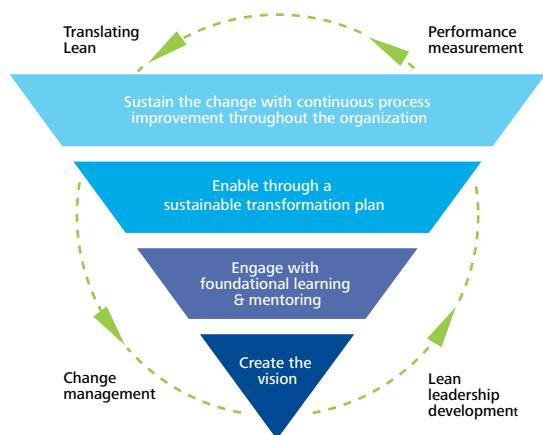 Translating
Lean
Performance
measurement
Sustain the change with continuous process
improvement throughout the organization
Enable through a
sustainable transformation plan
Engage with
foundational learning
& mentoring
Create the
vision
Change
management
Lean
leadership
development